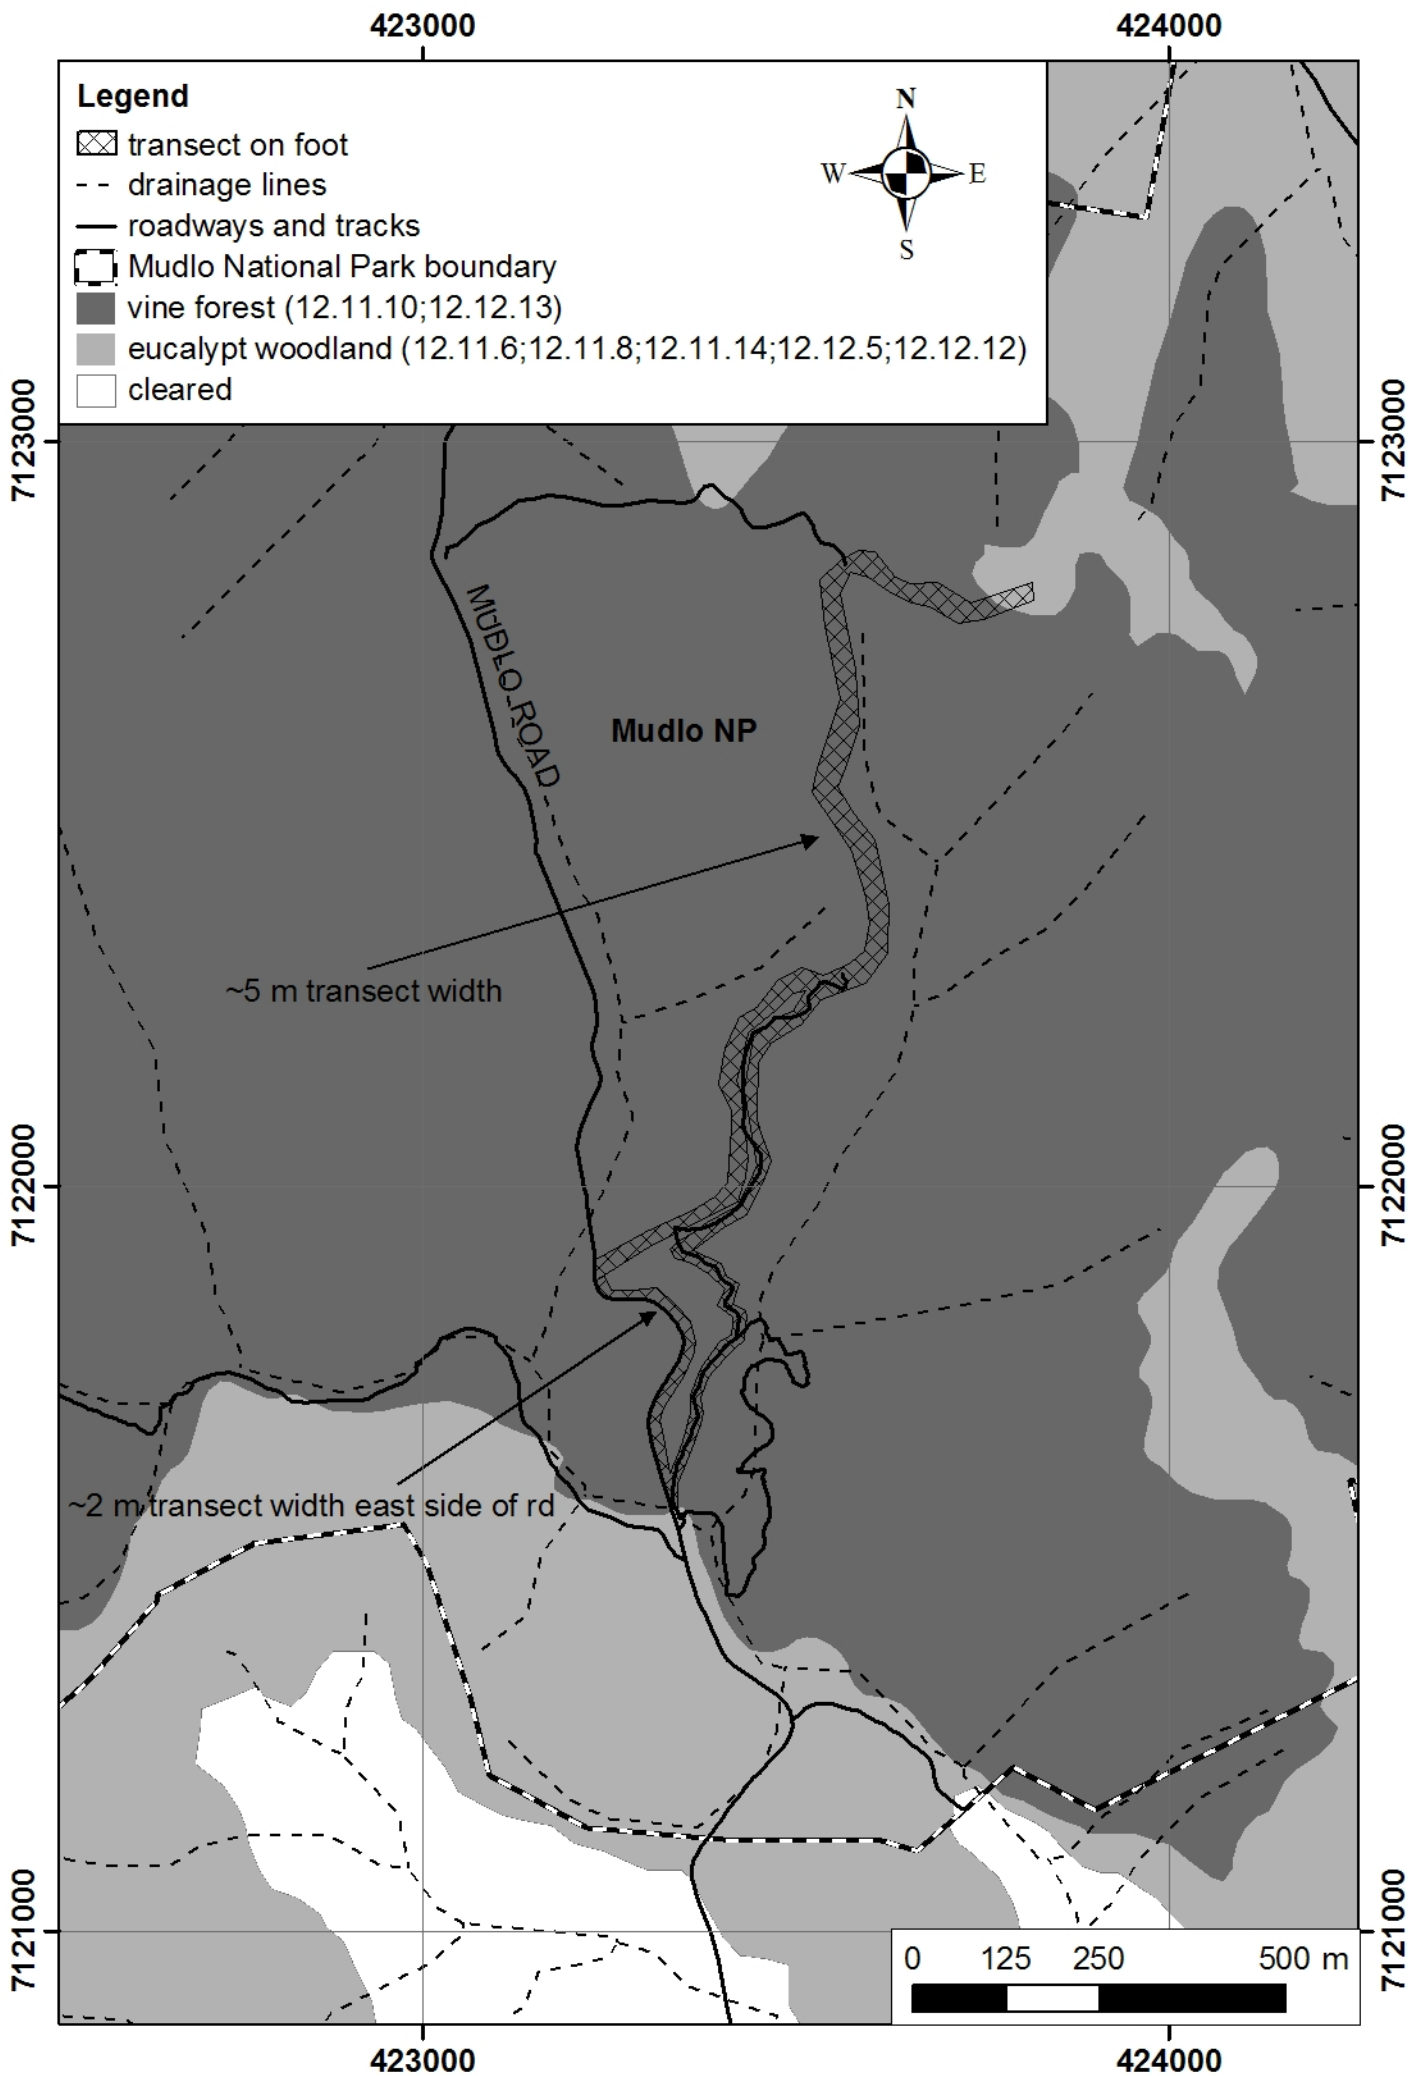 423000
424000
Legend
transect on foot
drainage lines
roadways and tracks
Mudlo National Park boundary
vine forest (12.11.10;12.12.13)
eucalypt woodland (12.11.6;12.11.8;12.11.14;12.12.5;12.12.12)
cleared
N
W
E
S
7123000
7123000
MUDLO ROAD
Mudlo NP
~5 m transect width
7122000
7122000
~2 m transect width east side of rd
7121000
7121000
0 125 250 500 m
423000
424000